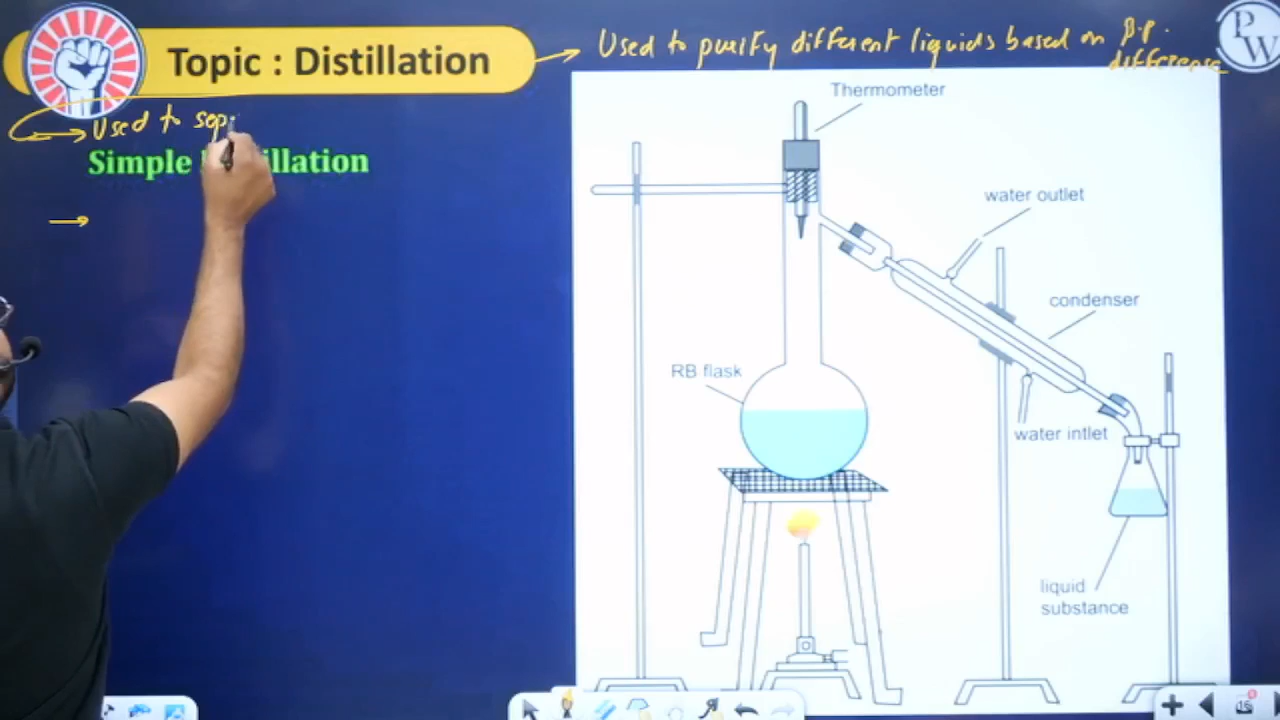 Topic : Distillation
Used to purify different liquids based on B.P.
difference
P
W
Used to sep
Simple illation
Thermometer
water outlet
condenser
RB flask
water intlet
liquid
substance
16